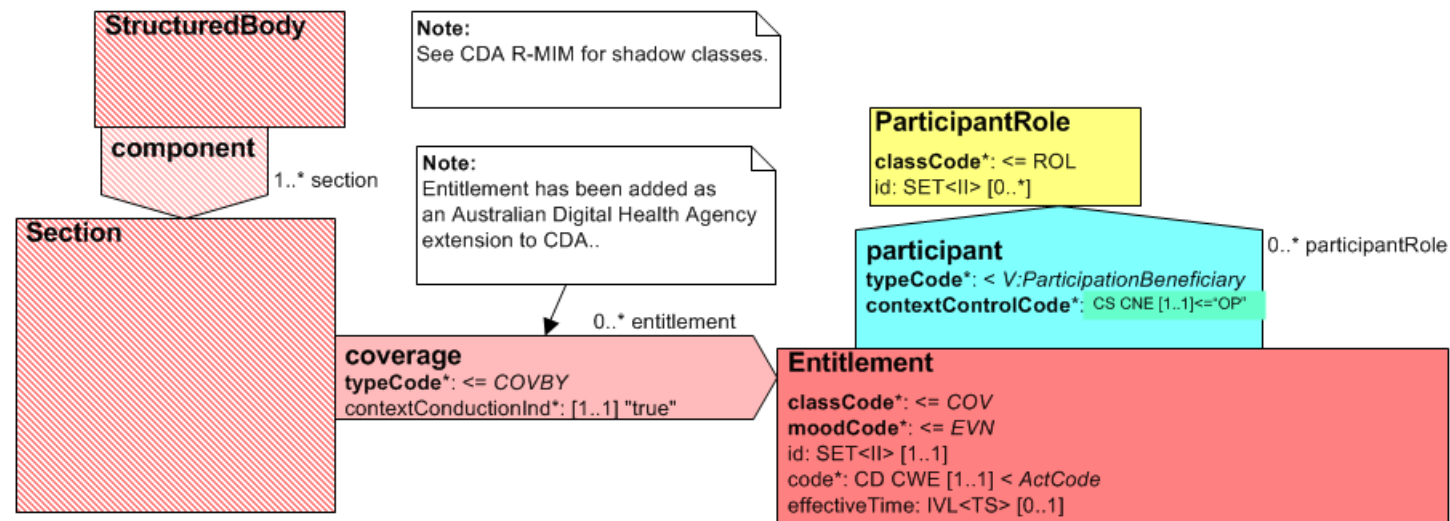 StructuredBody
Note:
See CDA R-MIM for shadow classes.
component
1..* section
Section
Note:
Entitlement has been added as
an Australian Digital Health Agency
extension to CDA..
ParticipantRole
classCode*: <= ROL
id: SET<II> [0..*]
participant
typeCode*: < V:ParticipationBeneficiary
contextControlCode*: CS CNE [1..1]<="OP"
0..* participantRole
0..* entitlement
coverage
typeCode*: <= COVBY
contextConductionInd*: [1..1] "true"
Entitlement
classCode*: <= COV
moodCode*: <= EVN
id: SET<II> [1..1]
code*: CD CWE [1..1] < ActCode
effectiveTime: IVL<TS> [0..1]